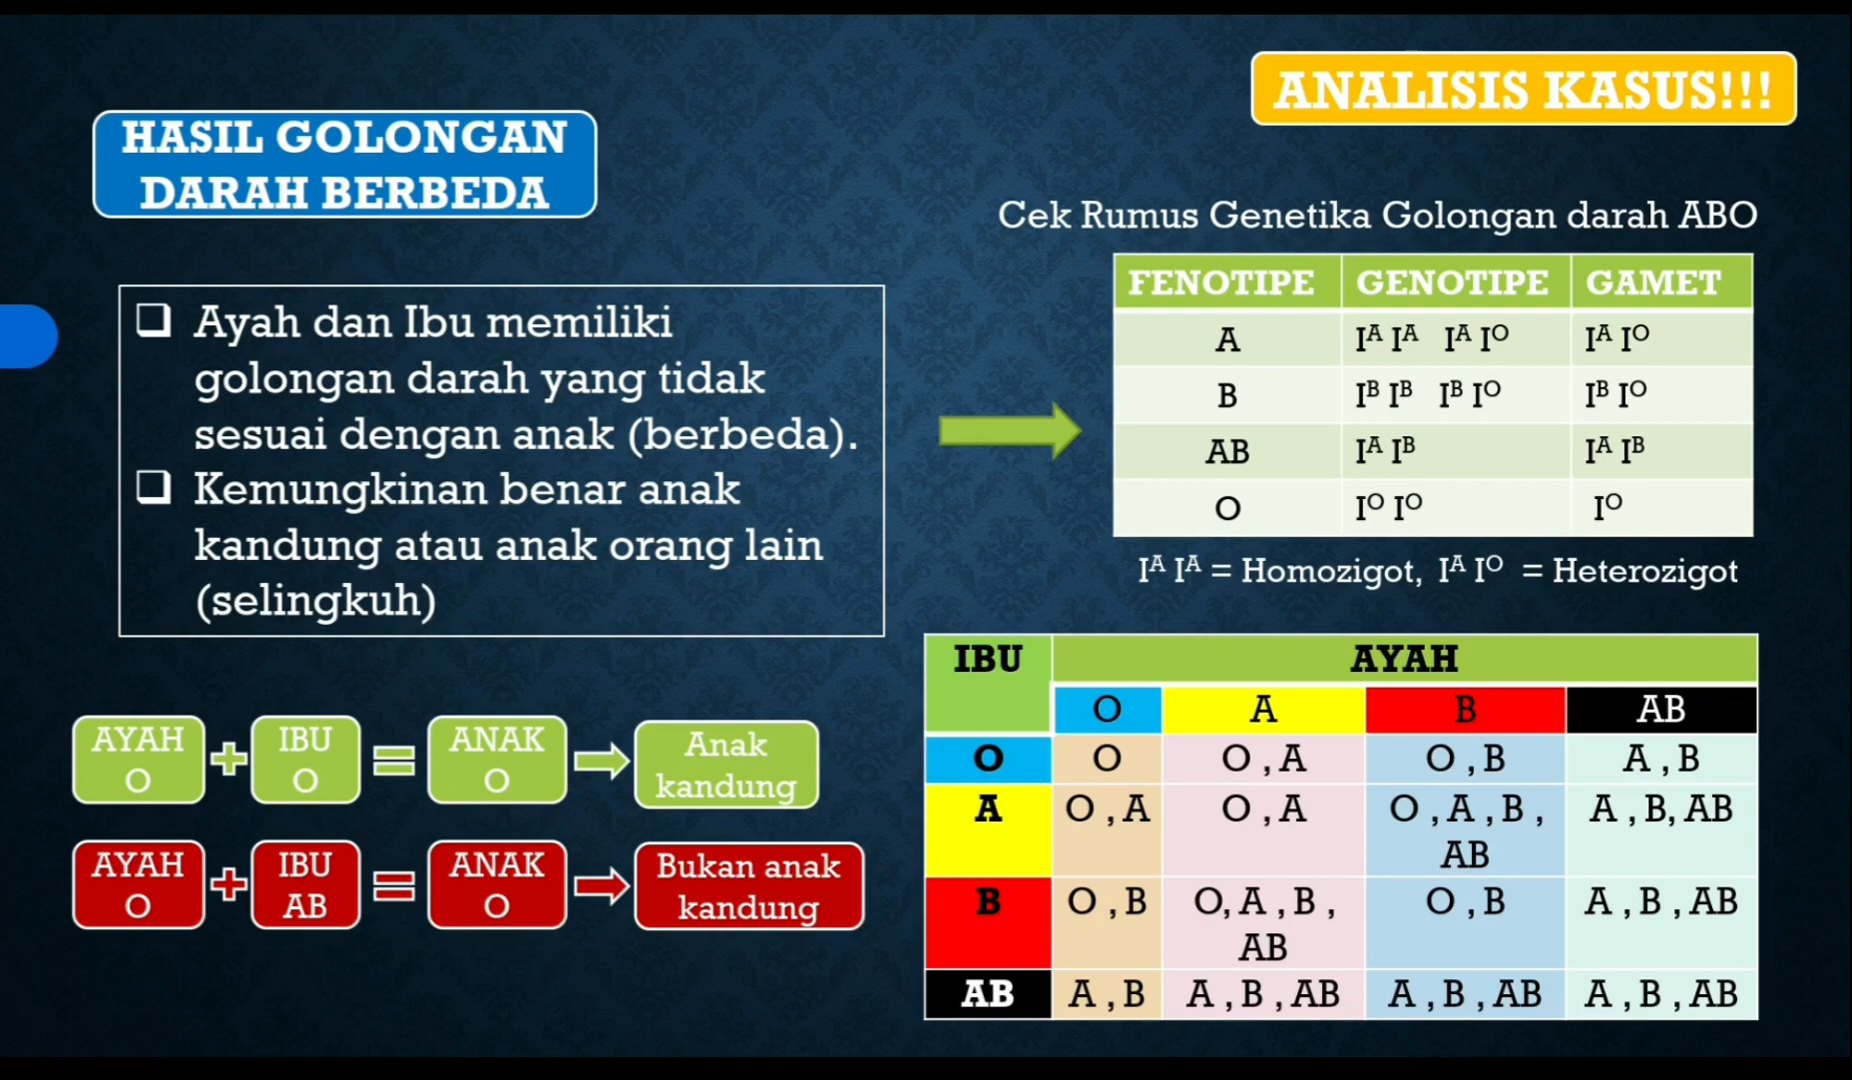 ANALISIS KASUS!!!
HASIL GOLONGAN
DARAH BERBEDA
❑ Ayah dan Ibu memiliki
golongan darah yang tidak
sesuai dengan anak (berbeda).
❑ Kemungkinan benar anak
kandung atau anak orang lain
(selingkuh)
Cek Rumus Genetika Golongan darah ABO
FENOTIPE GENOTIPE GAMET
A Iᴬ Iᴬ Iᴬ Iᴼ Iᴬ Iᴼ
B Iᴮ Iᴮ Iᴮ Iᴼ Iᴮ Iᴼ
AB Iᴬ Iᴮ Iᴬ Iᴮ
O Iᴼ Iᴼ Iᴼ
Iᴬ Iᴬ = Homozigot, Iᴬ Iᴼ = Heterozigot
AYAH + IBU = ANAK → Anak
O O O kandung
AYAH + IBU = ANAK → Bukan anak
O AB O kandung
IBU AYAH
O A B AB
O O O , A O , B A , B
A O , A O , A O , A , B , A , B, AB
AB
B O , B O, A , B , O , B A , B , AB
AB
AB A , B A , B , AB A , B , AB A , B , AB